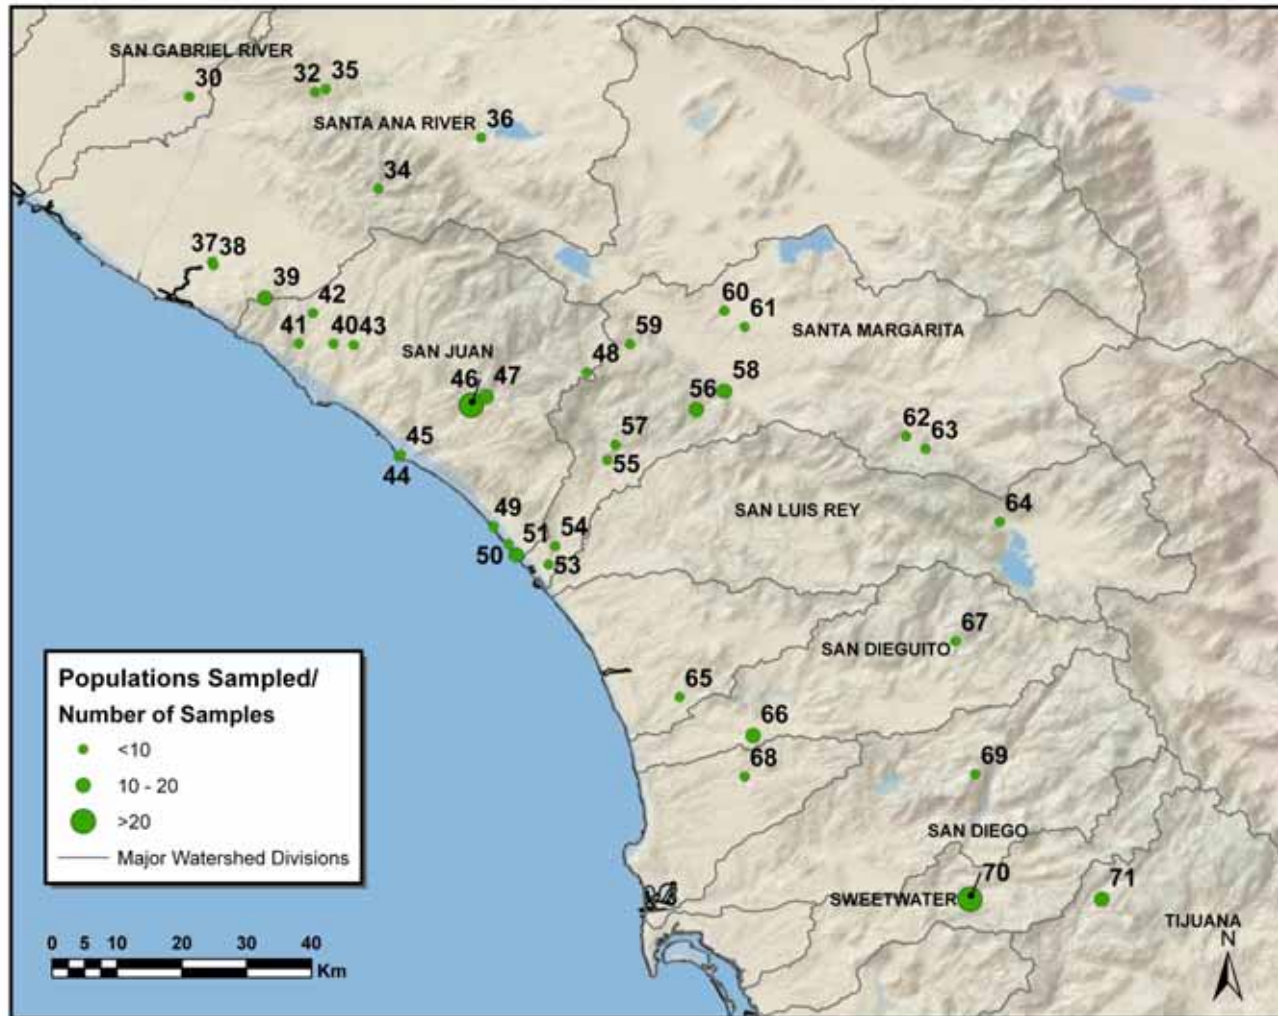 SAN GABRIEL RIVER
30
32 35
SANTA ANA RIVER
36
34
37 38
39
42
41 40 43
SAN JUAN
46 47
48
59
60
61
SANTA MARGARITA
58
56
57
55
62
63
45
44
49
51
50
54
53
SAN LUIS REY
64
67
SAN DIEGUITO
65
66
68
69
SAN DIEGO
70
SWEETWATER
71
TIJUANA
N
Populations Sampled/
Number of Samples
<10
10 - 20
>20
Major Watershed Divisions
0 5 10 20 30 40
Km